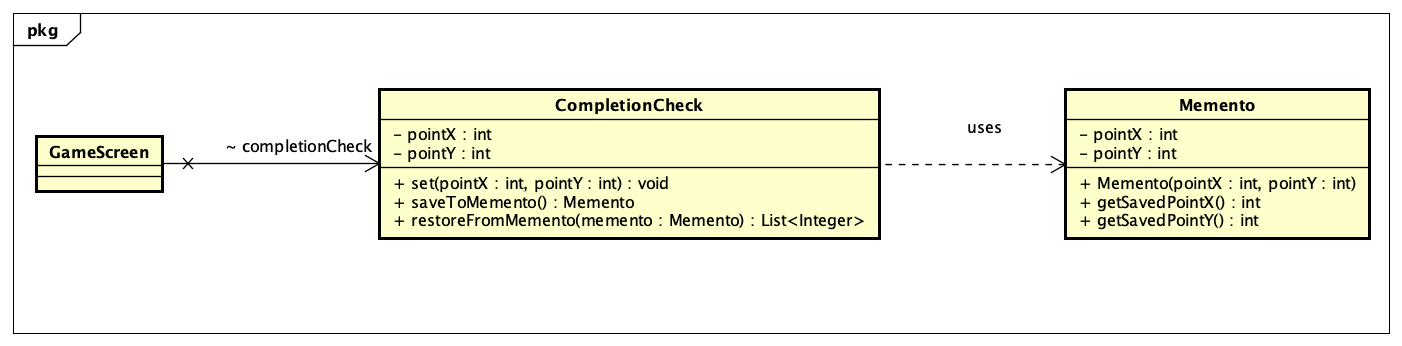 pkg
GameScreen
~ completionCheck
CompletionCheck
- pointX : int
- pointY : int
+ set(pointX : int, pointY : int) : void
+ saveToMemento() : Memento
+ restoreFromMemento(memento : Memento) : List<Integer>
uses
Memento
- pointX : int
- pointY : int
+ Memento(pointX : int, pointY : int)
+ getSavedPointX() : int
+ getSavedPointY() : int